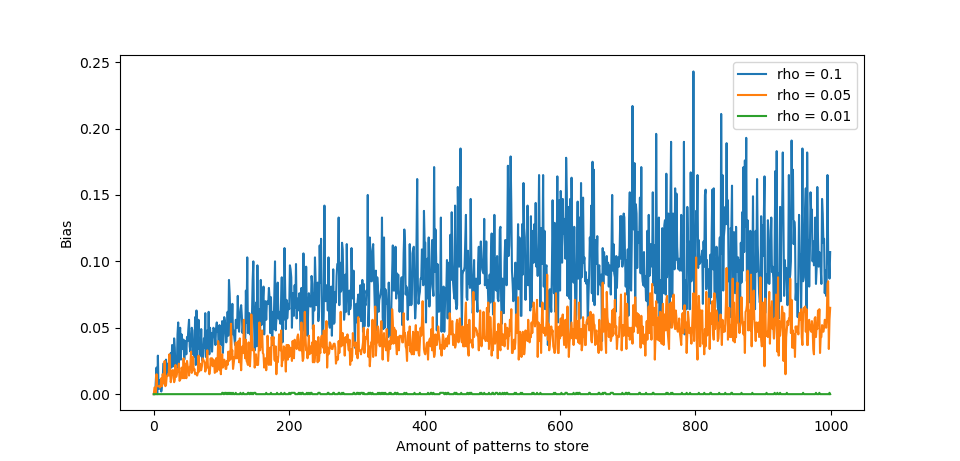 0.25
0.20
0.15
0.10
0.05
0.00
Bias
rho = 0.1
rho = 0.05
rho = 0.01
0
200
400
600
800
1000
Amount of patterns to store